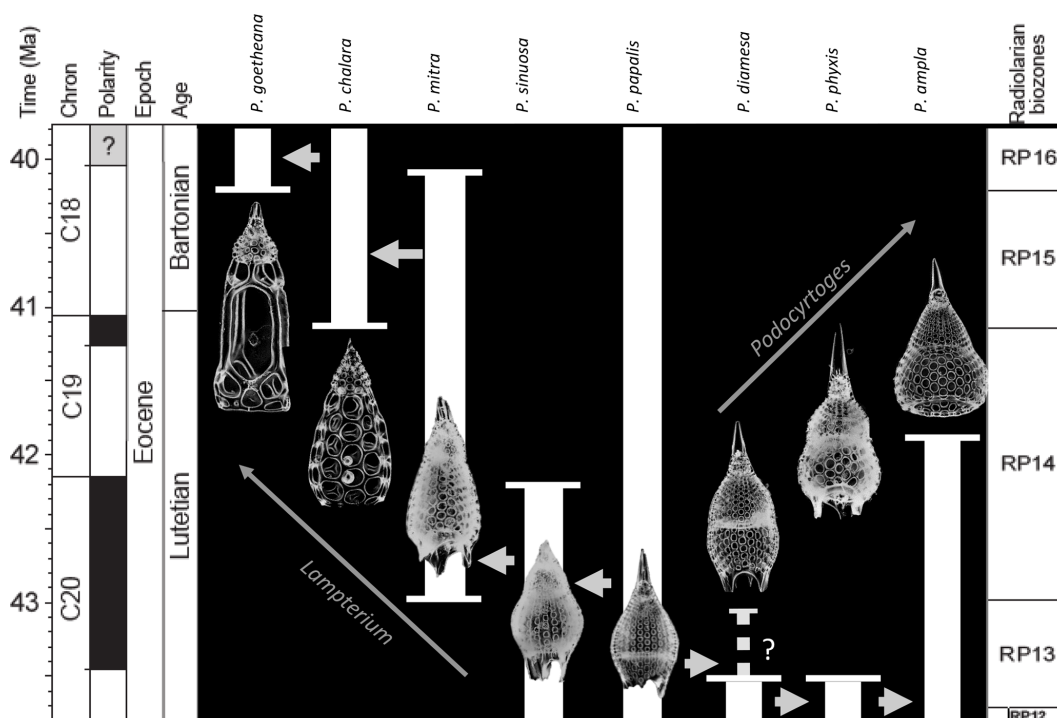 Time (Ma)
Chron
Polarity
Epoch
Age
P. goetheana
P. chalara
P. mitra
P. sinuosa
P. papalis
P. diamesa
P. phyxis
P. ampla
Radiolarian
biozones
40
41
42
43
?
C18
C19
C20
Eocene
Bartonian
Lutetian
Lampterium
Podocyrtoges
?
RP16
RP15
RP14
RP13
RP12